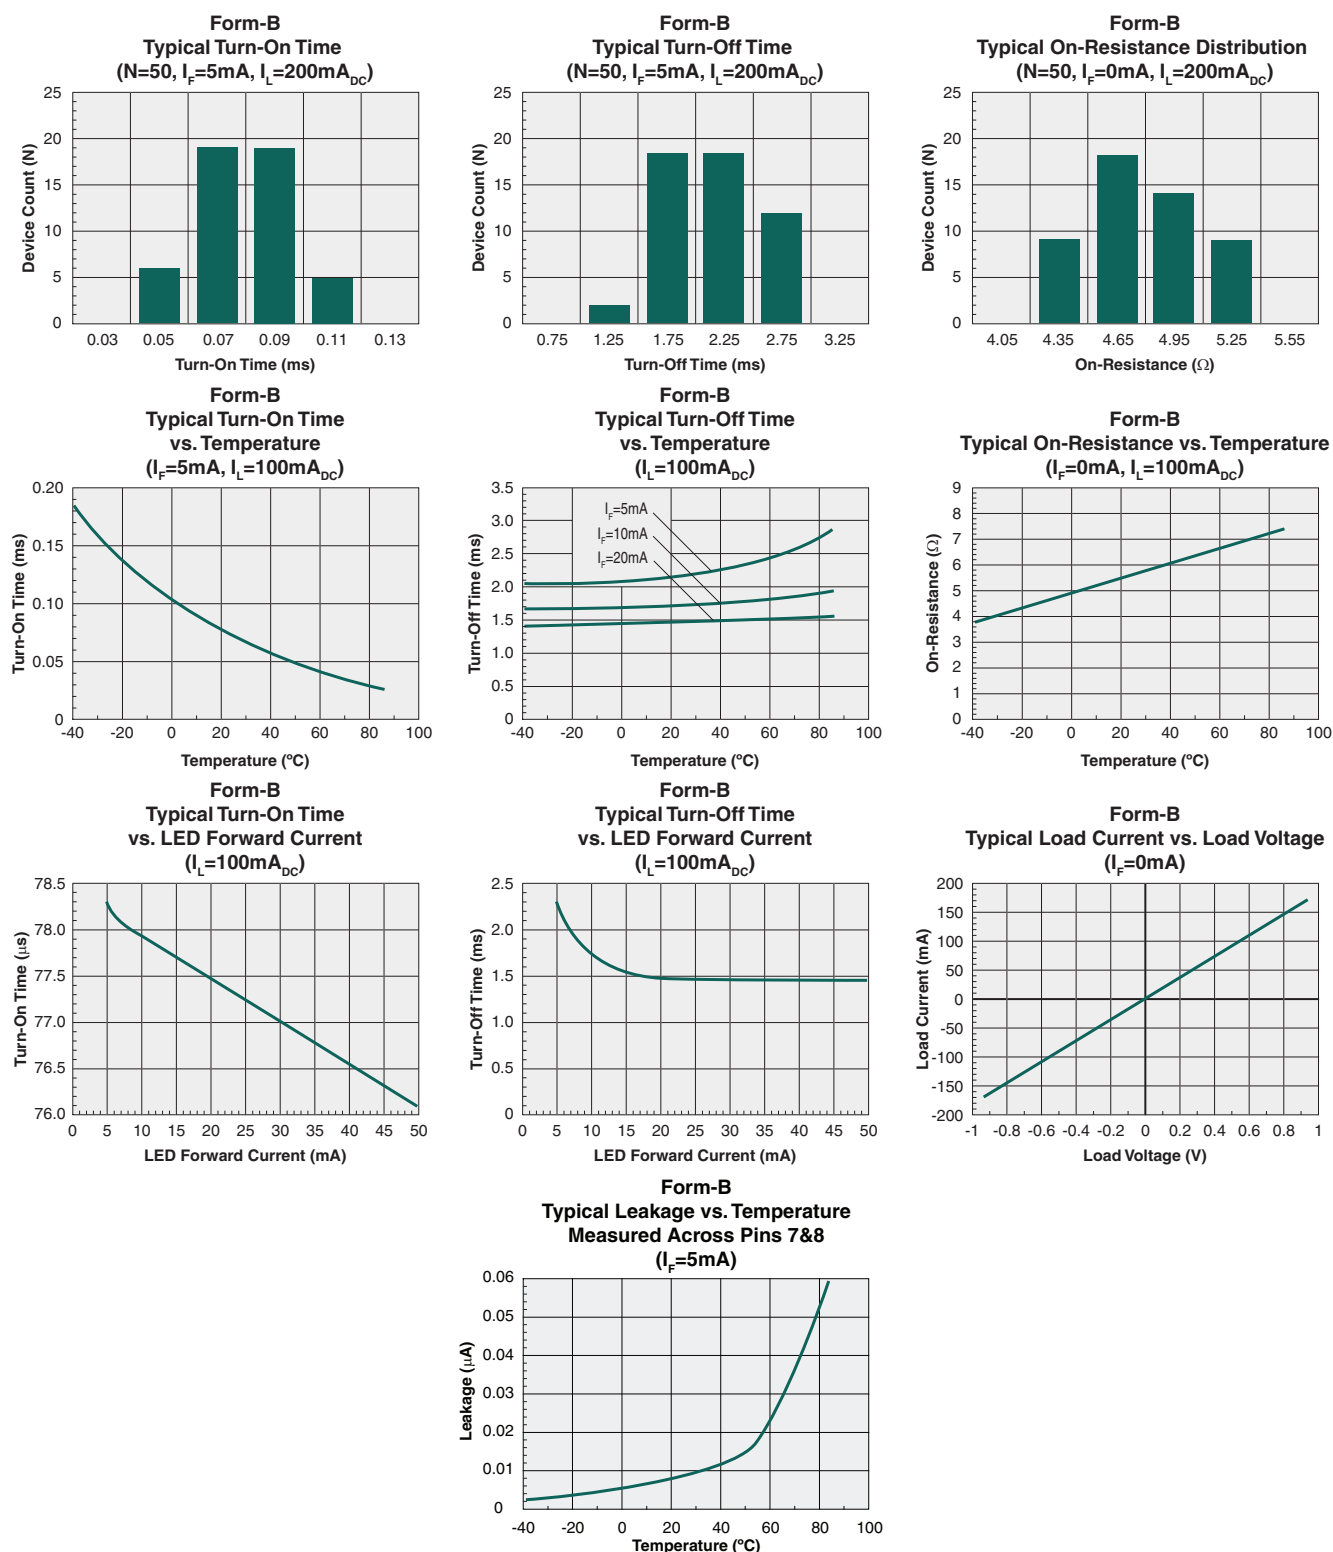 Form-B
Typical Turn-On Time
(N=50, IF=5mA, IL=200mADC)
25
20
15
10
5
0
Device Count (N)
0.03 0.05 0.07 0.09 0.11 0.13
Turn-On Time (ms)
Form-B
Typical Turn-Off Time
(N=50, IF=5mA, IL=200mADC)
25
20
15
10
5
0
Device Count (N)
0.75 1.25 1.75 2.25 2.75 3.25
Turn-Off Time (ms)
Form-B
Typical On-Resistance Distribution
(N=50, IF=0mA, IL=200mADC)
25
20
15
10
5
0
Device Count (N)
4.05 4.35 4.65 4.95 5.25 5.55
On-Resistance (Ω)
Form-B
Typical Turn-On Time
vs. Temperature
(IF=5mA, IL=100mADC)
0.20
0.15
0.10
0.05
0
Turn-On Time (ms)
-40 -20 0 20 40 60 80 100
Temperature (ºC)
Form-B
Typical Turn-Off Time
vs. Temperature
(IL=100mADC)
3.5
3.0
2.5
2.0
1.5
1.0
0.5
0
Turn-Off Time (ms)
IF=5mA
IF=10mA
IF=20mA
-40 -20 0 20 40 60 80 100
Temperature (ºC)
Form-B
Typical On-Resistance vs. Temperature
(IF=0mA, IL=100mADC)
9
8
7
6
5
4
3
2
1
0
On-Resistance (Ω)
-40 -20 0 20 40 60 80 100
Temperature (ºC)
Form-B
Typical Turn-On Time
vs. LED Forward Current
(IL=100mADC)
78.5
78.0
77.5
77.0
76.5
76.0
Turn-On Time (μs)
0 5 10 15 20 25 30 35 40 45 50
LED Forward Current (mA)
Form-B
Typical Turn-Off Time
vs. LED Forward Current
(IL=100mADC)
2.5
2.0
1.5
1.0
0.5
0
Turn-Off Time (ms)
0 5 10 15 20 25 30 35 40 45 50
LED Forward Current (mA)
Form-B
Typical Load Current vs. Load Voltage
(IF=0mA)
200
150
100
50
0
-50
-100
-150
-200
Load Current (mA)
-1 -0.8 -0.6 -0.4 -0.2 0 0.2 0.4 0.6 0.8 1
Load Voltage (V)
Form-B
Typical Leakage vs. Temperature
Measured Across Pins 7&8
(IF=5mA)
0.06
0.05
0.04
0.03
0.02
0.01
0
Leakage (μA)
-40 -20 0 20 40 60 80 100
Temperature (ºC)